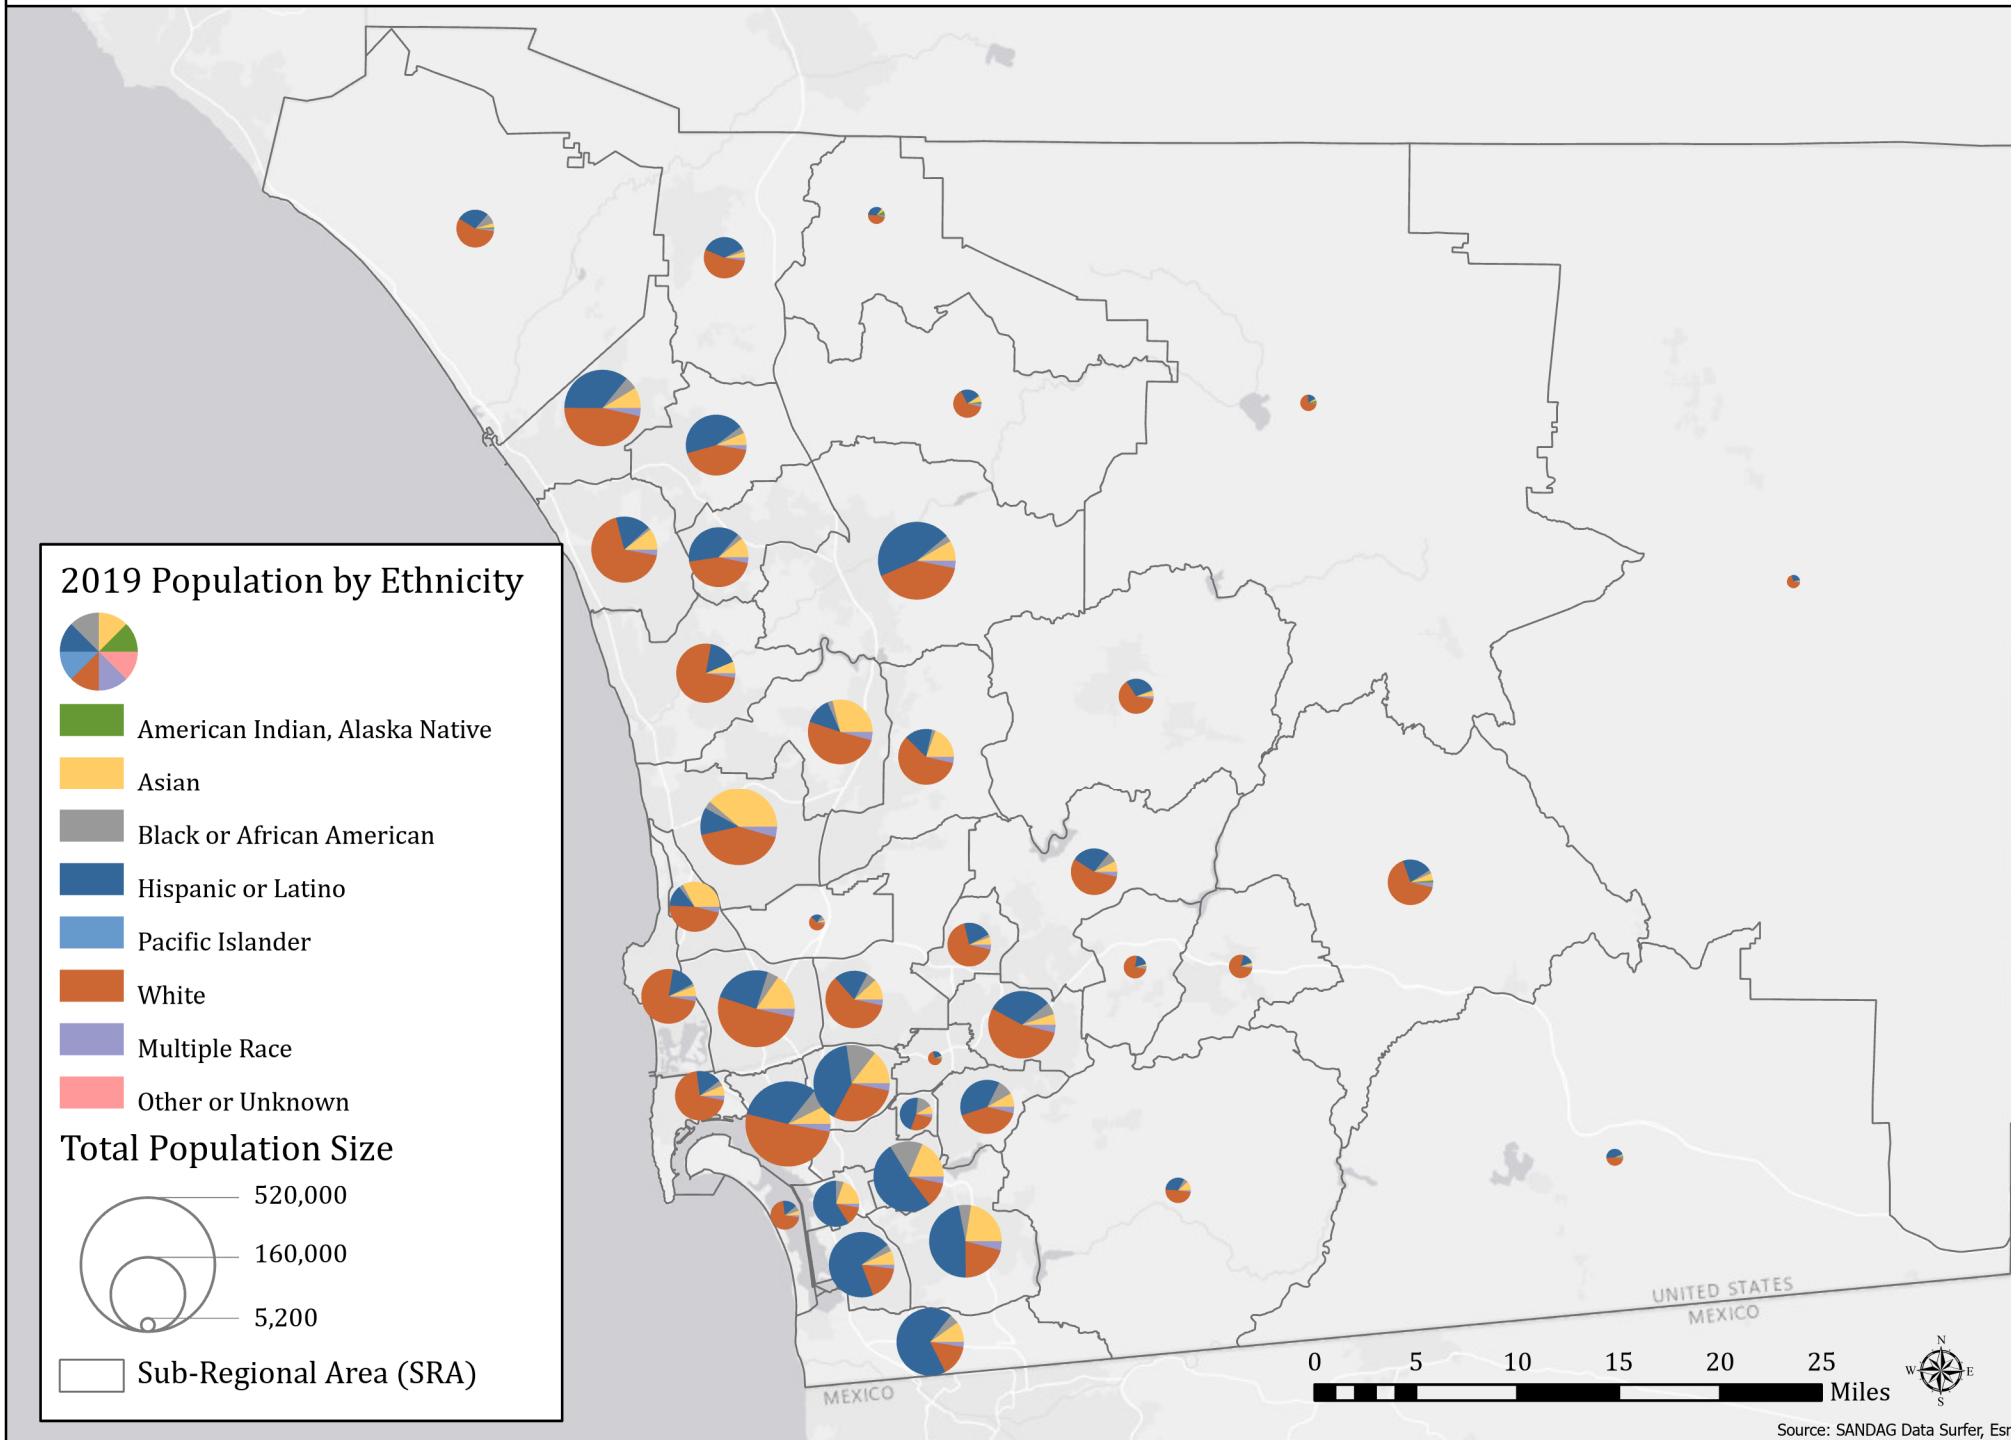 2019 Population by Ethnicity
American Indian, Alaska Native
Asian
Black or African American
Hispanic or Latino
Pacific Islander
White
Multiple Race
Other or Unknown
Total Population Size
520,000
160,000
5,200
Sub-Regional Area (SRA)
UNITED STATES
MEXICO
MEXICO
0 5 10 15 20 25
Miles
N
W E
S
Source: SANDAG Data Surfer, Esr